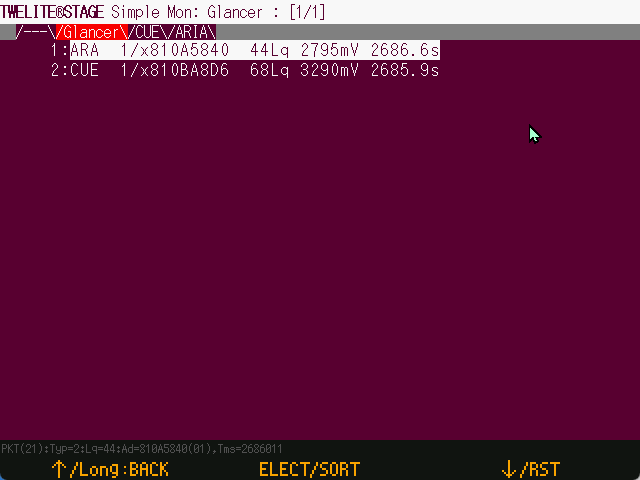 TWELITE®STAGE Simple Mon: Glancer : [1/1]
/---\/Glancer\/CUE\/ARIA\
1:ARA 1/x810A5840 44Lq 2795mV 2686.6s
2:CUE 1/x810BA8D6 68Lq 3290mV 2685.9s
PKT(21):Typ=2:Lq=44:Ad=810A5840(01),Tms=2686011
↑/Long:BACK ELECT/SORT ↓/RST